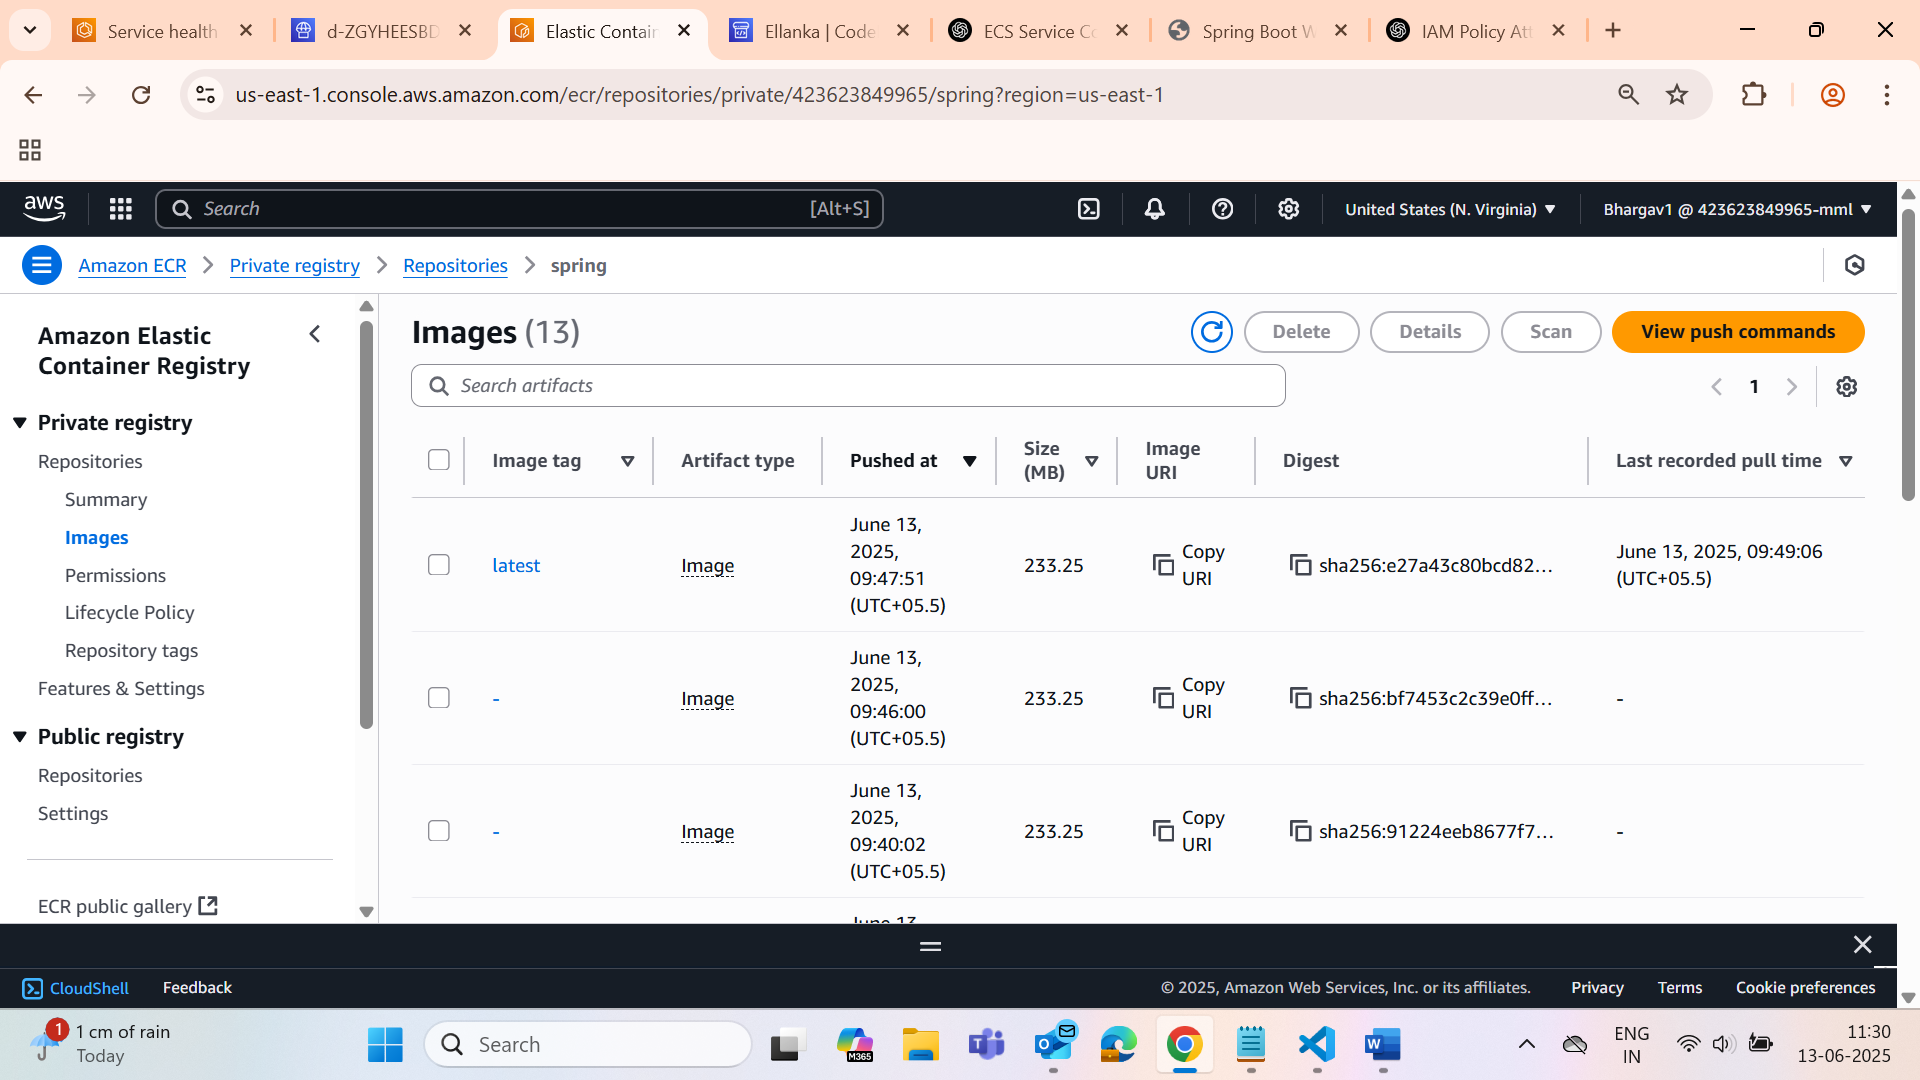 Service health
d-ZGYHEESBD
Elastic Contain
Ellanka | Code
ECS Service Co
Spring Boot W
IAM Policy Att
us-east-1.console.aws.amazon.com/ecr/repositories/private/423623849965/spring?region=us-east-1
aws
Search
[Alt+S]
United States (N. Virginia)
Bhargav1 @ 423623849965-mml
Amazon ECR
Private registry
Repositories
spring
Amazon Elastic
Container Registry
Private registry
Repositories
Summary
Images
Permissions
Lifecycle Policy
Repository tags
Features & Settings
Public registry
Repositories
Settings
ECR public gallery
Images (13)
Delete
Details
Scan
View push commands
Search artifacts
1
Image tag
Artifact type
Pushed at
Size
(MB)
Image
URI
Digest
Last recorded pull time
latest
Image
June 13,
2025,
09:47:51
(UTC+05.5)
233.25
Copy
URI
sha256:e27a43c80bcd82...
June 13, 2025, 09:49:06
(UTC+05.5)
-
Image
June 13,
2025,
09:46:00
(UTC+05.5)
233.25
Copy
URI
sha256:bf7453c2c39e0ff...
-
-
Image
June 13,
2025,
09:40:02
(UTC+05.5)
233.25
Copy
URI
sha256:91224eeb8677f7...
-
June 13,
CloudShell
Feedback
© 2025, Amazon Web Services, Inc. or its affiliates.
Privacy
Terms
Cookie preferences
1
1 cm of rain
Today
Search
M365
ENG
IN
11:30
13-06-2025